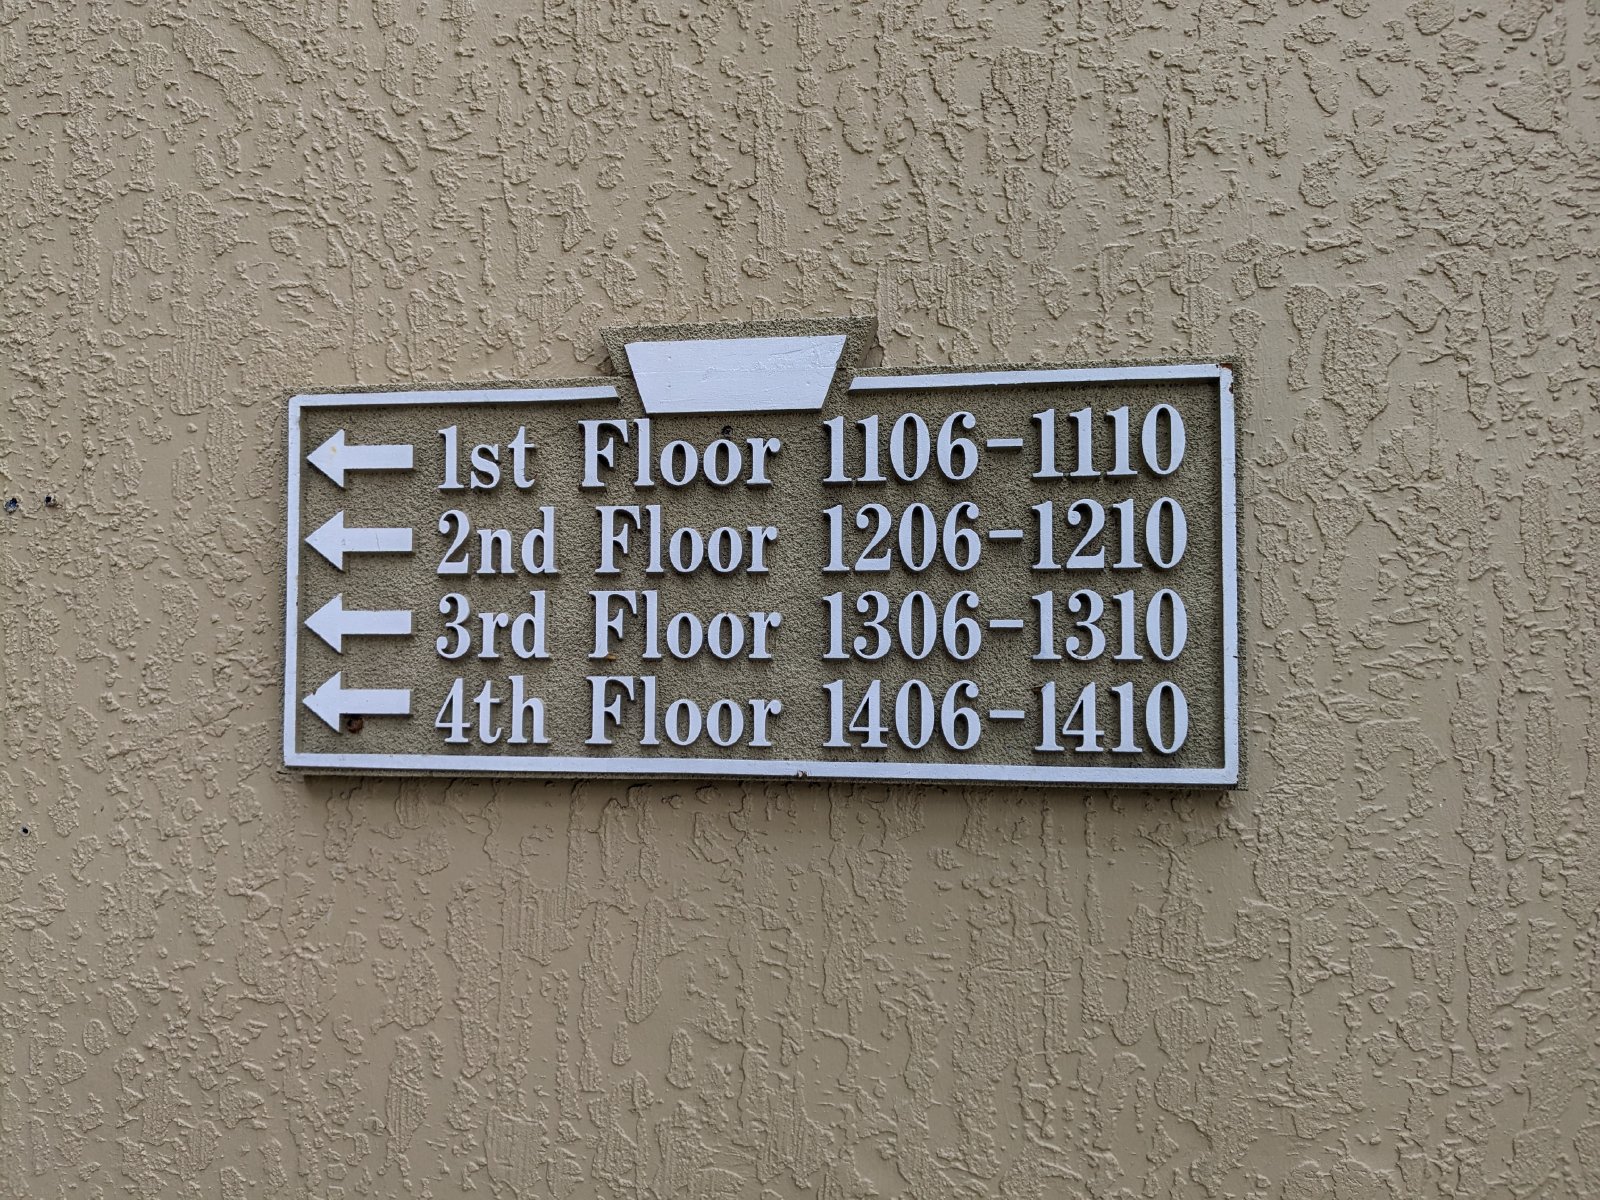 1st Floor 1106-1110
2nd Floor 1206-1210
3rd Floor 1306-1310
4th Floor 1406-1410